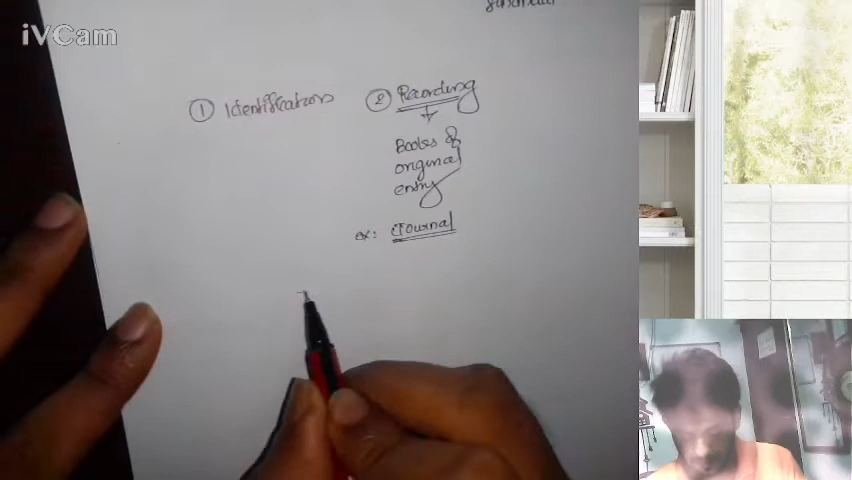 iVCam
① Identification ② Recording
Books of
original
entry
ex: Journal